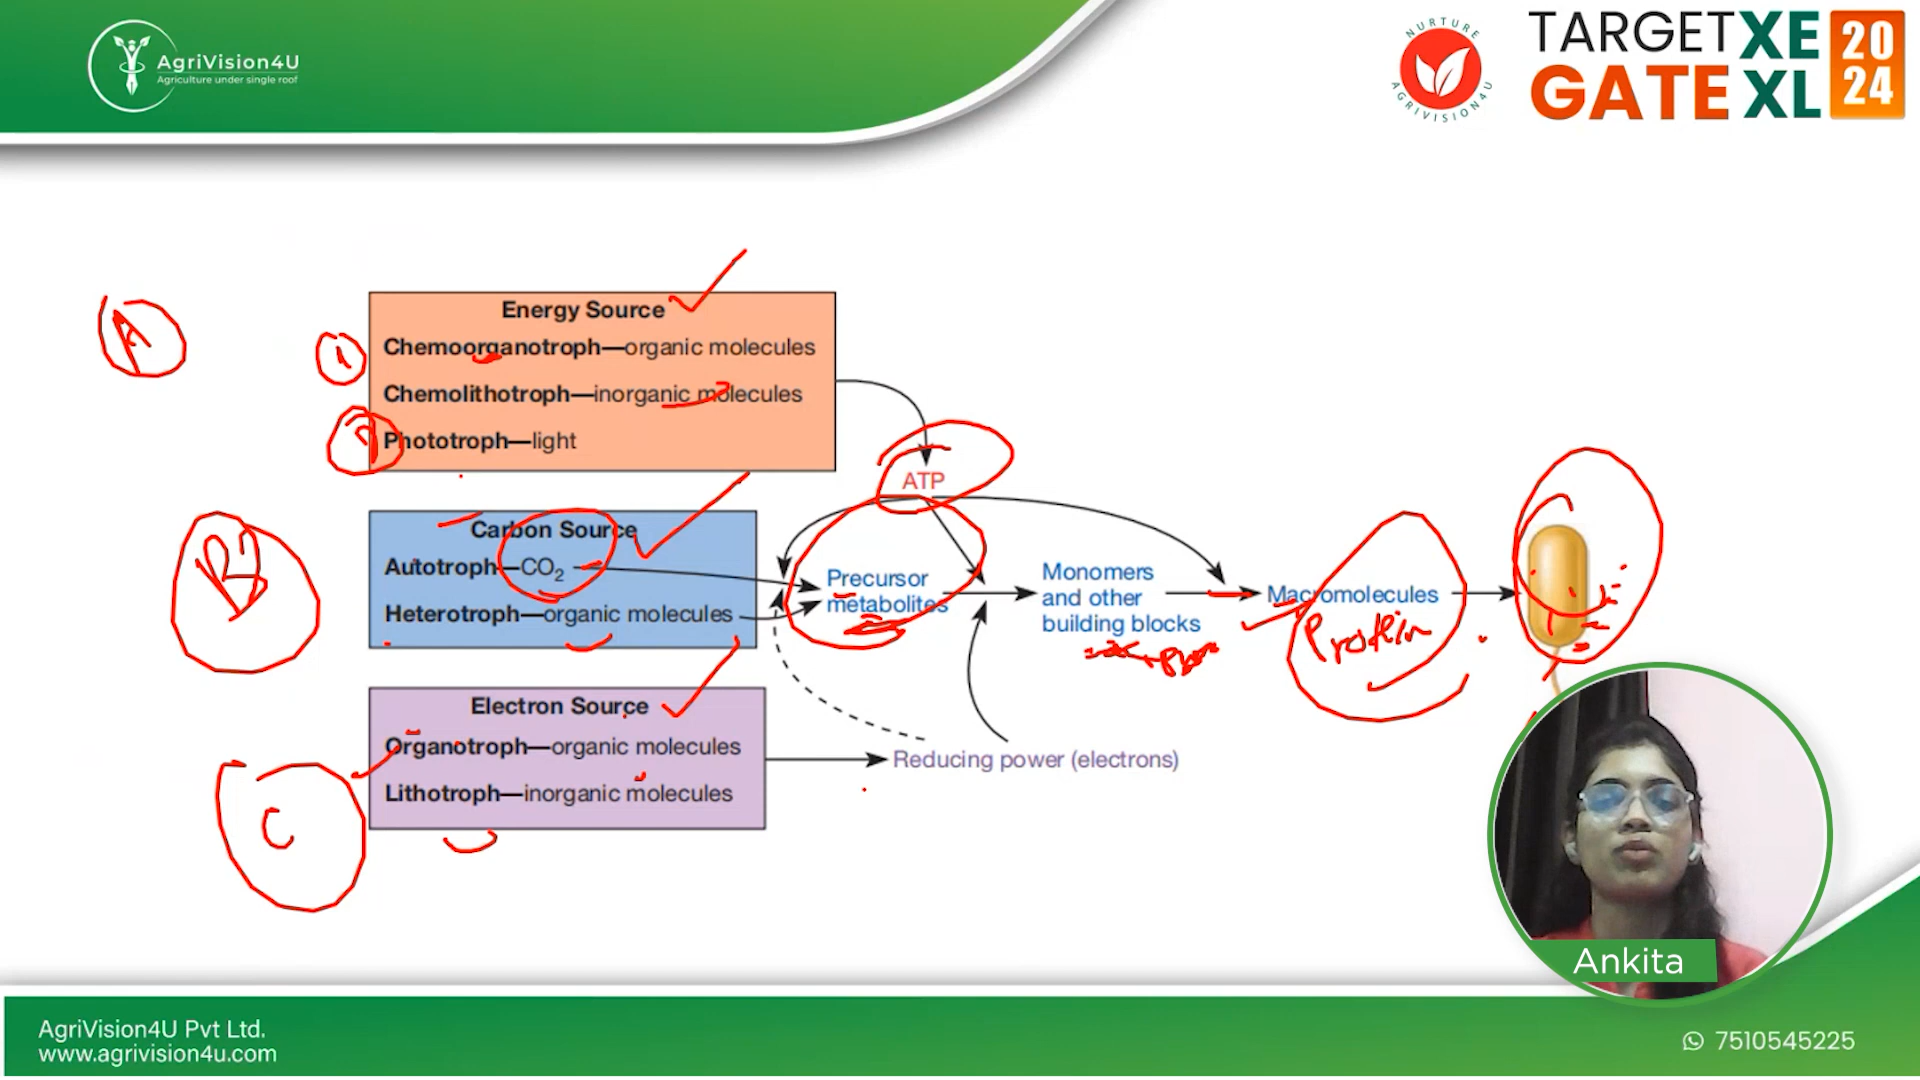 AgriVision4U
Agriculture under single roof
NURTURE
AGRIVISION4U
TARGET XE
GATE XL
20
24
A
1
Energy Source
Chemoorganotroph—organic molecules
Chemolithotroph—inorganic molecules
Phototroph—light
ATP
B
Carbon Source
Autotroph—CO₂
Heterotroph—organic molecules
Precursor
metabolites
Monomers
and other
building blocks
Macromolecules
Protein
C
Electron Source
Organotroph—organic molecules
Lithotroph—inorganic molecules
Reducing power (electrons)
Ankita
AgriVision4U Pvt Ltd.
www.agrivision4u.com
7510545225